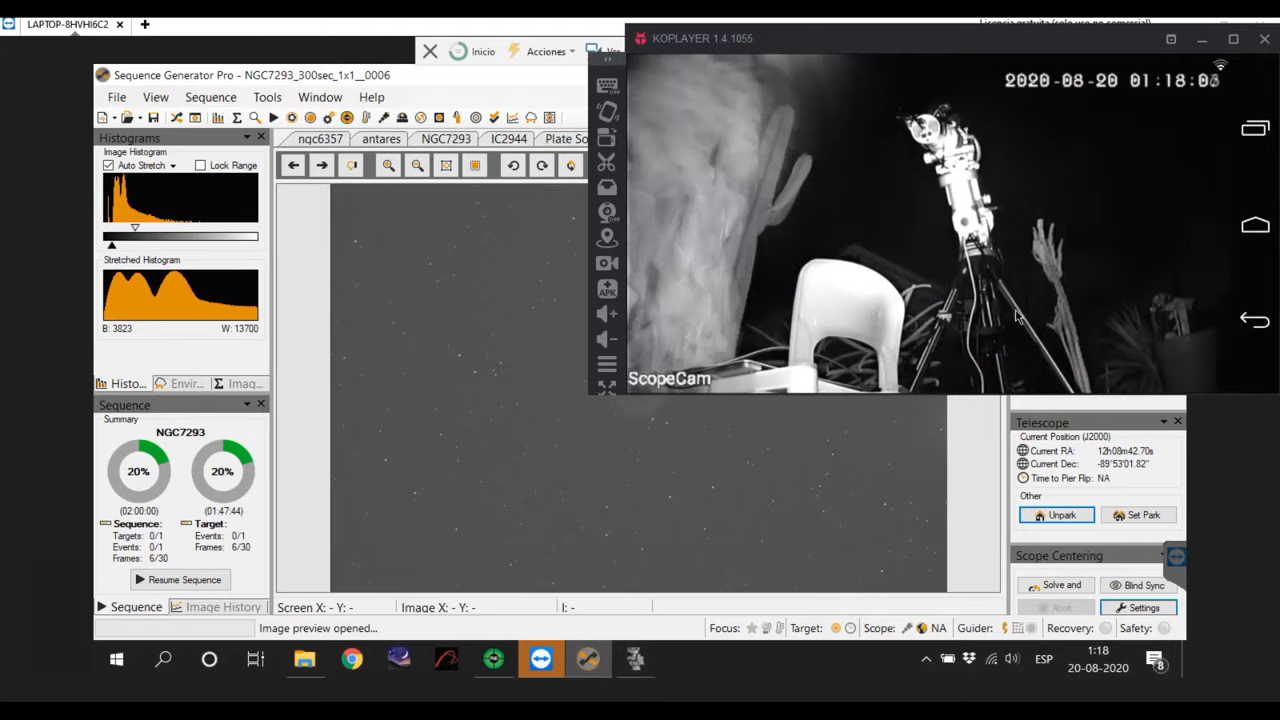 LAPTOP-8HVHI6C2
Licencia gratuita (solo uso no comercial)
Inicio
Acciones
Ver
KOPLAYER 1.4.1055
2020-08-20 01:18:03
ScopeCam
OFF
OFF
APK
Sequence Generator Pro - NGC7293_300sec_1x1__0006
File View Sequence Tools Window Help
Histograms
ngc6357 antares NGC7293 IC2944 Plate So
Image Histogram
Auto Stretch Lock Range
Stretched Histogram
B: 3823 W: 13700
Histo... Envir... Imag...
Sequence
Summary
NGC7293
20% 20%
(02:00:00) (01:47:44)
Sequence: Target:
Targets: 0/1 Events: 0/1
Events: 0/1 Frames: 6/30
Frames: 6/30
Resume Sequence
Sequence Image History
Screen X: - Y: - Image X: - Y: - I: -
Telescope
Current Position (J2000)
Current RA: 12h08m42.70s
Current Dec: -89°53'01.82"
Time to Pier Flip: NA
Other
Unpark Set Park
Scope Centering
Solve and Blind Sync
Abort Settings
Image preview opened... Focus: Target: Scope: NA Guider: Recovery: Safety:
ESP
1:18
20-08-2020
8